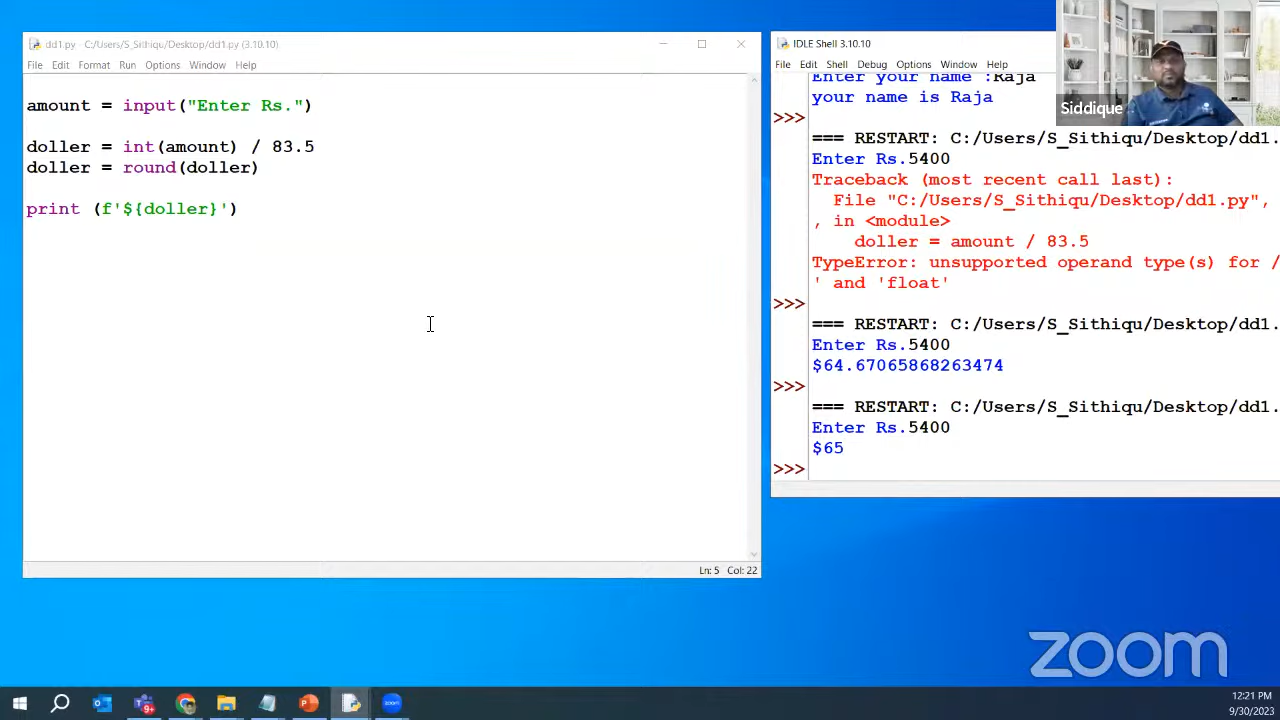 dd1.py - C:/Users/S_Sithiqu/Desktop/dd1.py (3.10.10)
File Edit Format Run Options Window Help
amount = input("Enter Rs.")
doller = int(amount) / 83.5
doller = round(doller)
print (f'${doller}')
Ln: 5 Col: 22
IDLE Shell 3.10.10
File Edit Shell Debug Options Window Help
Enter your name :Raja
your name is Raja
>>>
=== RESTART: C:/Users/S_Sithiqu/Desktop/dd1.
Enter Rs.5400
Traceback (most recent call last):
File "C:/Users/S_Sithiqu/Desktop/dd1.py",
, in <module>
doller = amount / 83.5
TypeError: unsupported operand type(s) for /
' and 'float'
>>>
=== RESTART: C:/Users/S_Sithiqu/Desktop/dd1.
Enter Rs.5400
$64.67065868263474
>>>
=== RESTART: C:/Users/S_Sithiqu/Desktop/dd1.
Enter Rs.5400
$65
>>>
Siddique
zoom
zoom
12:21 PM
9/30/2023